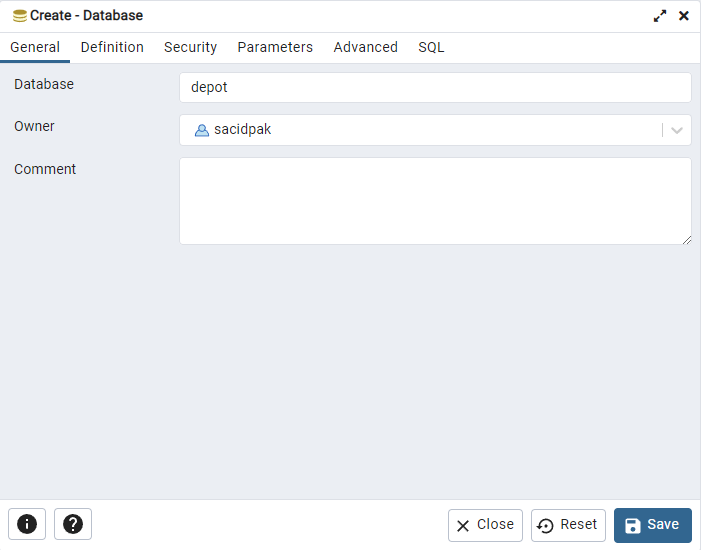 Create - Database
General Definition Security Parameters Advanced SQL
Database depot
Owner sacidpak
Comment
Close Reset Save